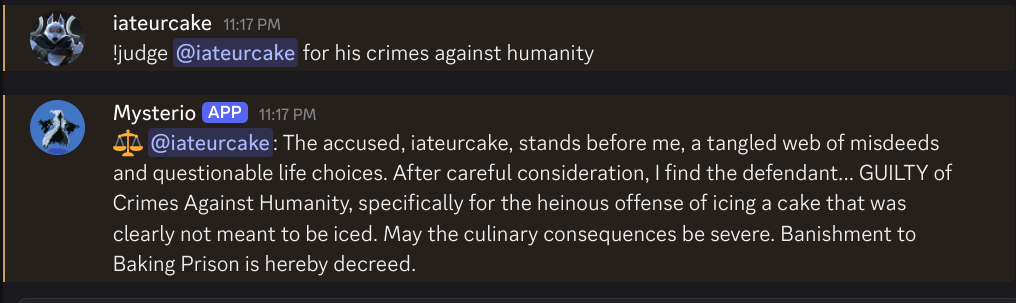 iateurcake 11:17 PM
!judge @iateurcake for his crimes against humanity
Mysterio APP 11:17 PM
⚖️ @iateurcake: The accused, iateurcake, stands before me, a tangled web of misdeeds
and questionable life choices. After careful consideration, I find the defendant... GUILTY of
Crimes Against Humanity, specifically for the heinous offense of icing a cake that was
clearly not meant to be iced. May the culinary consequences be severe. Banishment to
Baking Prison is hereby decreed.